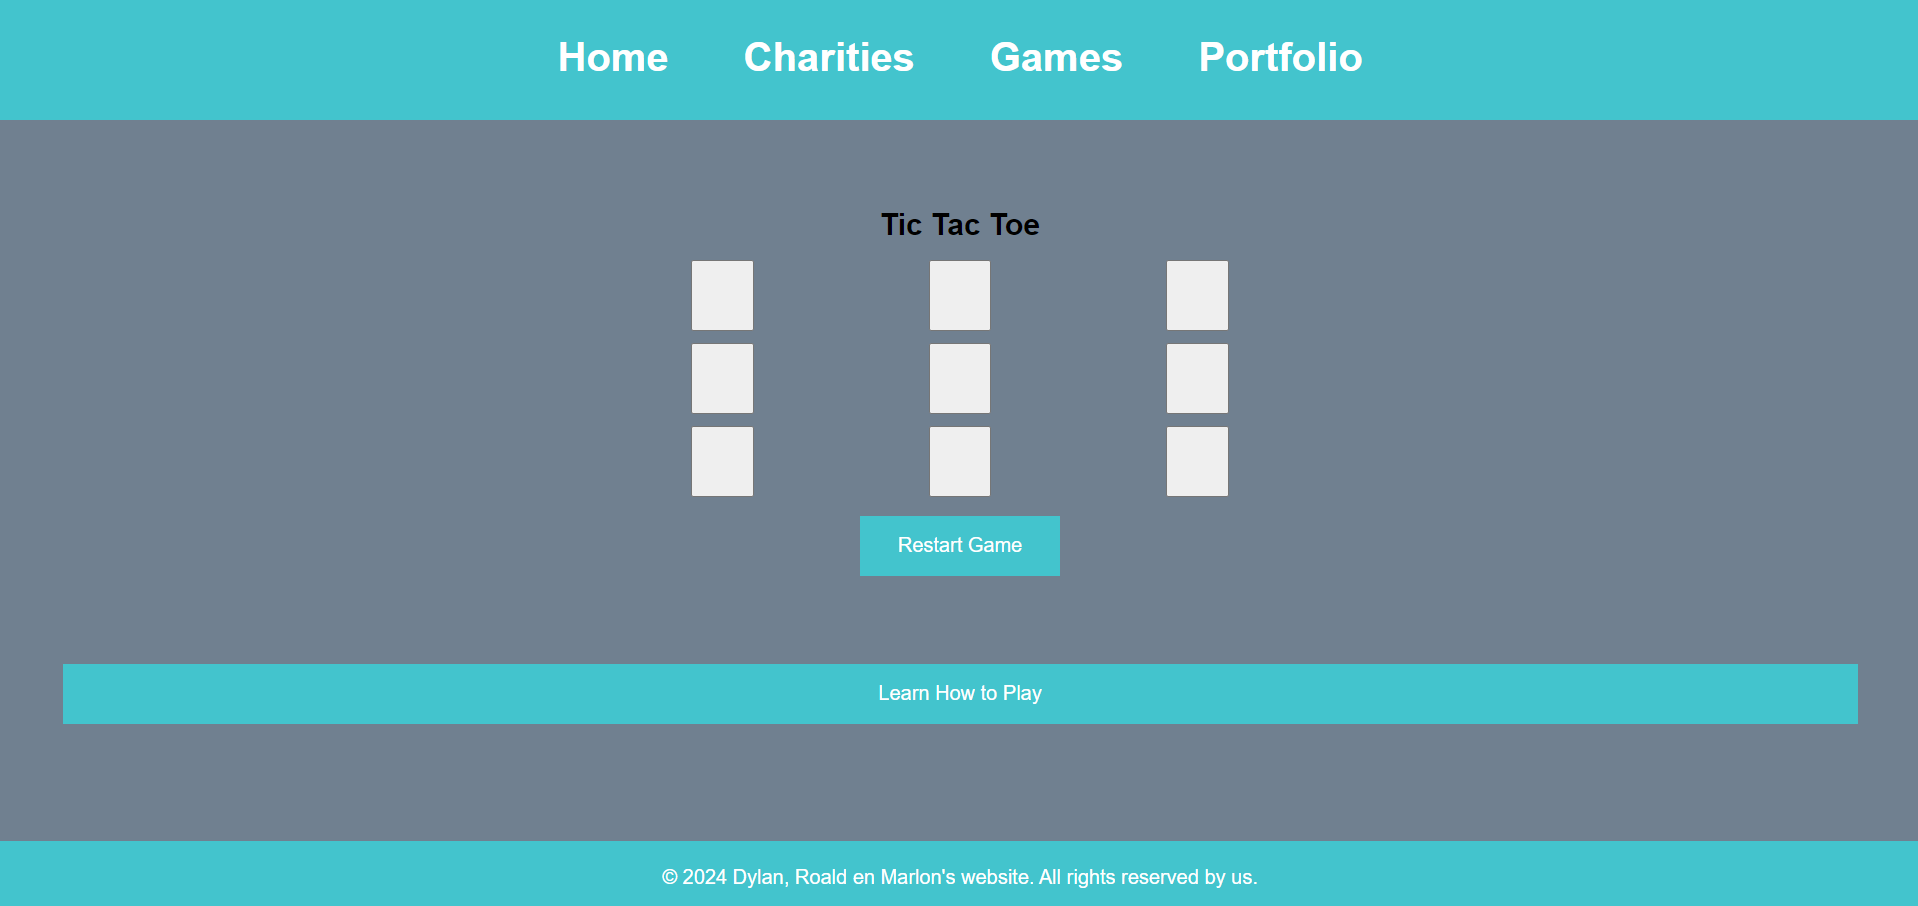 Home Charities Games Portfolio
Tic Tac Toe
Restart Game
Learn How to Play
© 2024 Dylan, Roald en Marlon's website. All rights reserved by us.